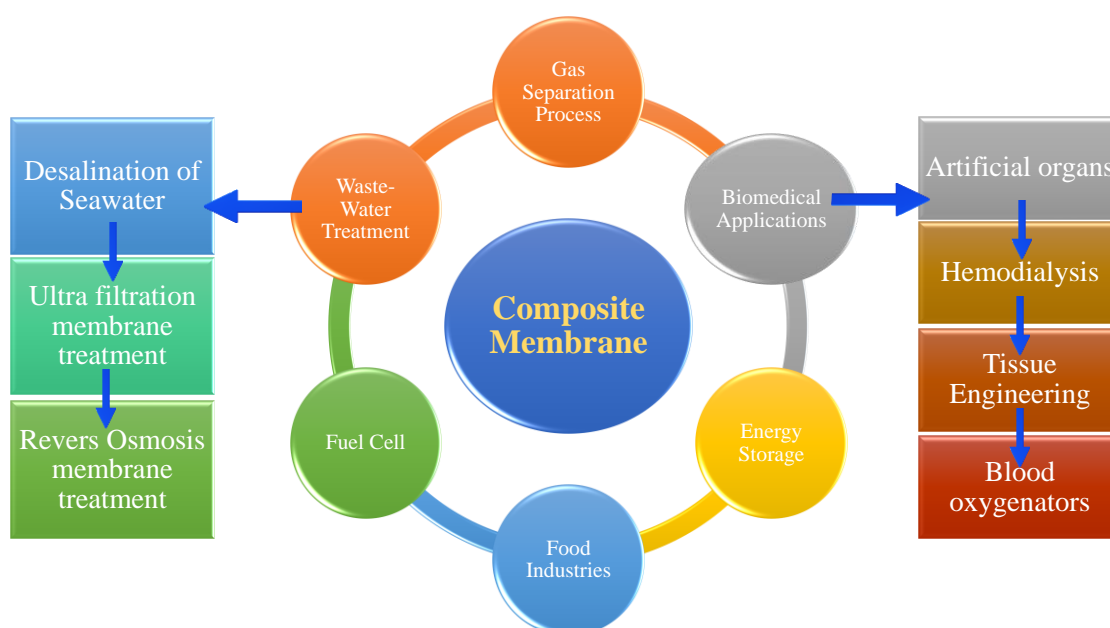 Gas
Separation
Process
Desalination of
Seawater
Waste-
Water
Treatment
Biomedical
Applications
Artificial organs
Ultra filtration
membrane
treatment
Composite
Membrane
Hemodialysis
Tissue
Engineering
Revers Osmosis
membrane
treatment
Fuel Cell
Energy
Storage
Blood
oxygenators
Food
Industries